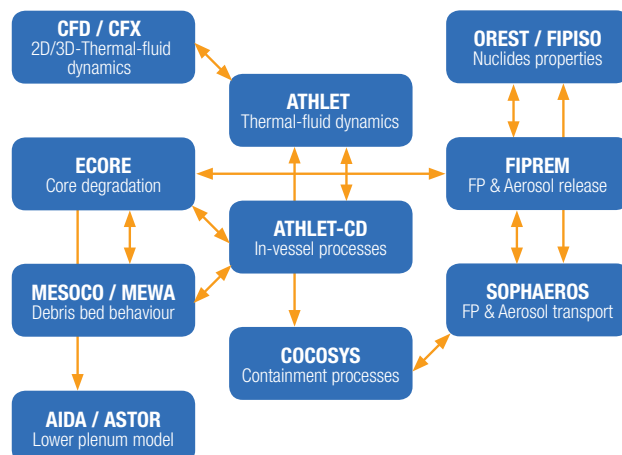 CFD / CFX
2D/3D-Thermal-fluid
dynamics
OREST / FIPISO
Nuclides properties
ATHLET
Thermal-fluid dynamics
ECORE
Core degradation
FIPREM
FP & Aerosol release
ATHLET-CD
In-vessel processes
MESOCO / MEWA
Debris bed behaviour
SOPHAEROS
FP & Aerosol transport
COCOSYS
Containment processes
AIDA / ASTOR
Lower plenum model